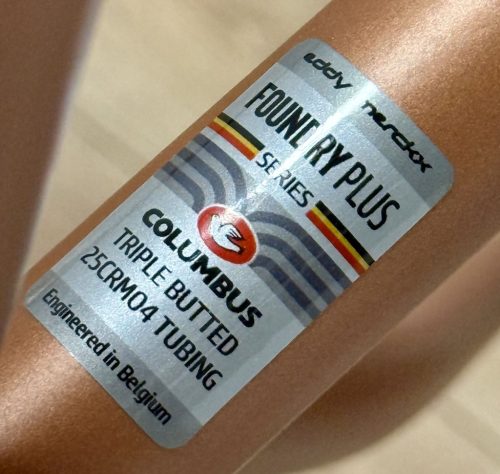 eddy merckx
FOUNDRY PLUS
SERIES
COLUMBUS
TRIPLE BUTTED
25CRMO4 TUBING
Engineered in Belgium